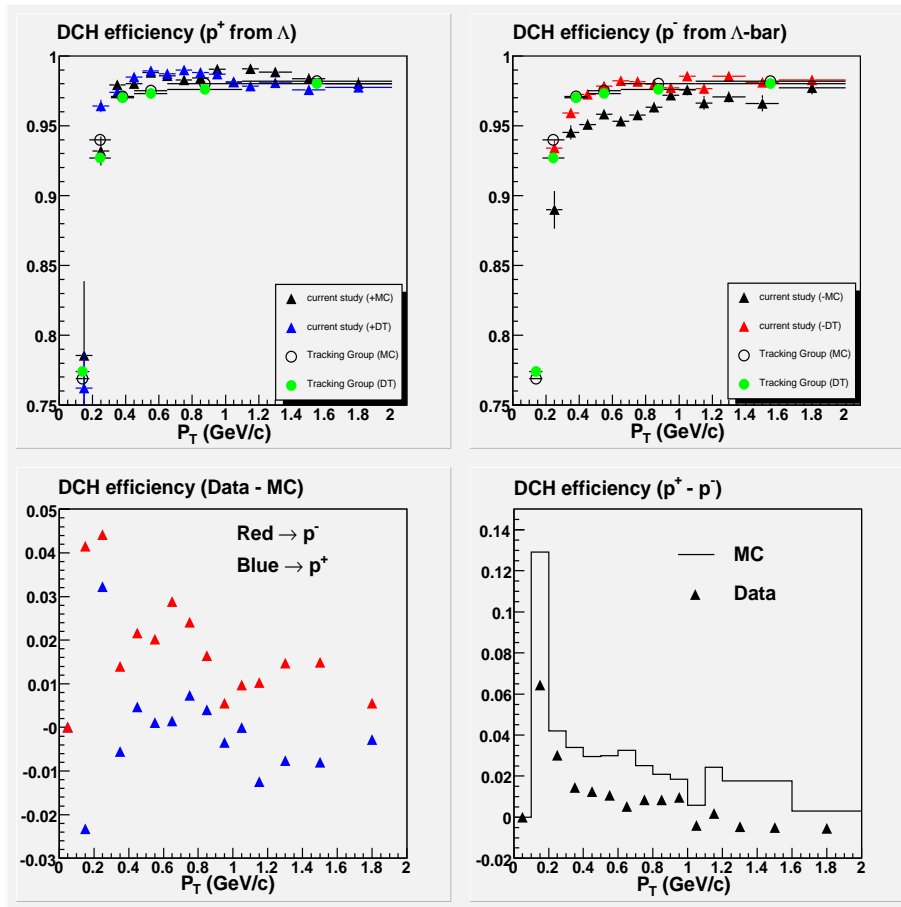 DCH efficiency (p⁺ from Λ)
1
0.95
0.9
0.85
0.8
0.75
current study (+MC)
current study (+DT)
Tracking Group (MC)
Tracking Group (DT)
0 0.2 0.4 0.6 0.8 1 1.2 1.4 1.6 1.8 2
P_T (GeV/c)
DCH efficiency (p⁻ from Λ-bar)
1
0.95
0.9
0.85
0.8
0.75
current study (-MC)
current study (-DT)
Tracking Group (MC)
Tracking Group (DT)
0 0.2 0.4 0.6 0.8 1 1.2 1.4 1.6 1.8 2
P_T (GeV/c)
DCH efficiency (Data - MC)
0.05
0.04
0.03
0.02
0.01
-0
-0.01
-0.02
-0.03
Red → p⁻
Blue → p⁺
0 0.2 0.4 0.6 0.8 1 1.2 1.4 1.6 1.8 2
P_T (GeV/c)
DCH efficiency (p⁺ - p⁻)
0.14
0.12
0.1
0.08
0.06
0.04
0.02
0
-0.02
MC
Data
0 0.2 0.4 0.6 0.8 1 1.2 1.4 1.6 1.8 2
P_T (GeV/c)